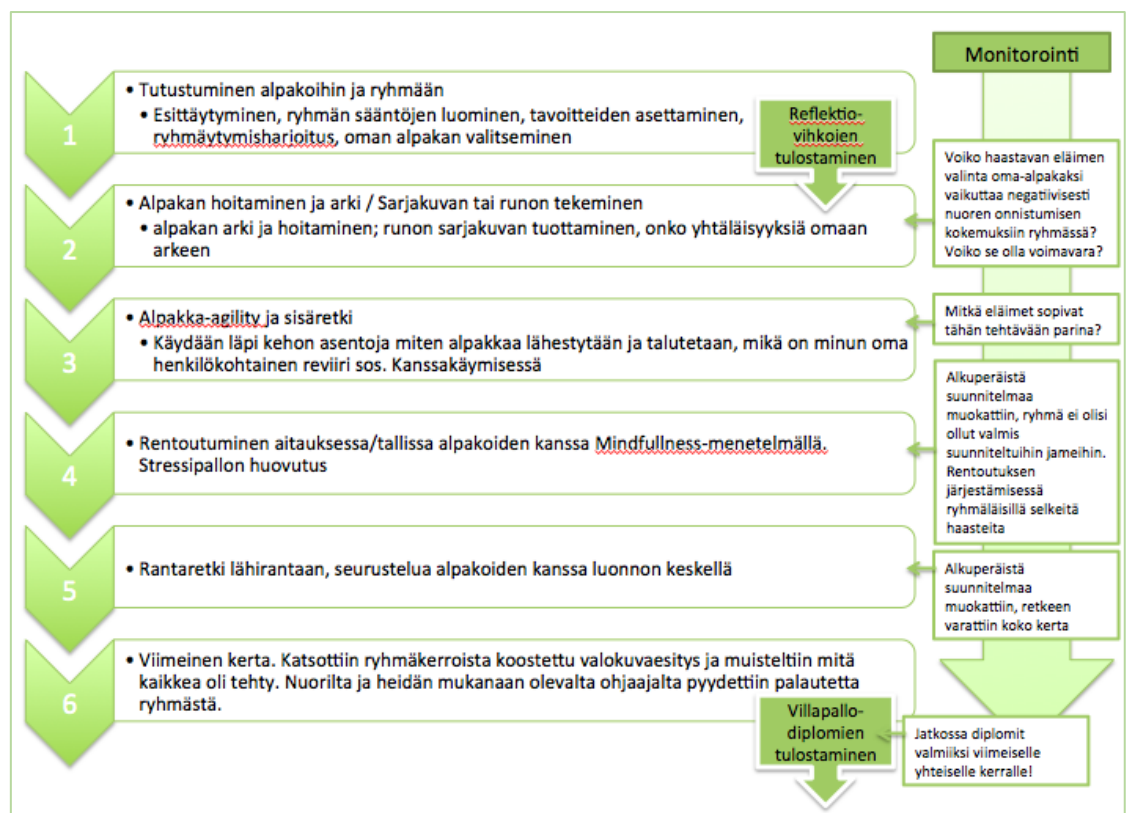 Monitorointi
1
• Tutustuminen alpakoihin ja ryhmään
• Esittäytyminen, ryhmän sääntöjen luominen, tavoitteiden asettaminen,
ryhmäytymisharjoitus, oman alpakan valitseminen
Reflektio-
vihkoien
tulostaminen
2
• Alpakan hoitaminen ja arki / Sarjakuvan tai runon tekeminen
• alpakan arki ja hoitaminen; runon sarjakuvan tuottaminen, onko yhtäläisyyksiä omaan
arkeen
Voiko haastavan eläimen
valinta oma-alpakaksi
vaikuttaa negatiivisesti
nuoren onnistumisen
kokemuksiin ryhmässä?
Voiko se olla voimavara?
3
• Alpakka-agility ja sisäretki
• Käydään läpi kehon asentoja miten alpakkaa lähestytään ja talutetaan, mikä on minun oma
henkilökohtainen reviiri sos. Kanssakäymisessä
Mitkä eläimet sopivat
tähän tehtävään parina?
4
• Rentoutuminen aitauksessa/tallissa alpakoiden kanssa Mindfullness-menetelmällä.
Stressipallon huovutus
Alkuperäistä
suunnitelmaa
muokattiin, ryhmä ei olisi
ollut valmis
suunniteltuihin jameihin.
Rentoutuksen
järjestämisessä
ryhmäläisillä selkeitä
haasteita
5
• Rantaretki lähirantaan, seurustelua alpakoiden kanssa luonnon keskellä
Alkuperäistä
suunnitelmaa
muokattiin, retkeen
varattiin koko kerta
6
• Viimeinen kerta. Katsottiin ryhmäkerroista koostettu valokuvaesitys ja muisteltiin mitä
kaikkea oli tehty. Nuorilta ja heidän mukanaan olevalta ohjaajalta pyydettiin palautetta
ryhmästä.
Villapallo-
diplomien
tulostaminen
Jatkossa diplomit
valmiiksi viimeiselle
yhteiselle kerralle!